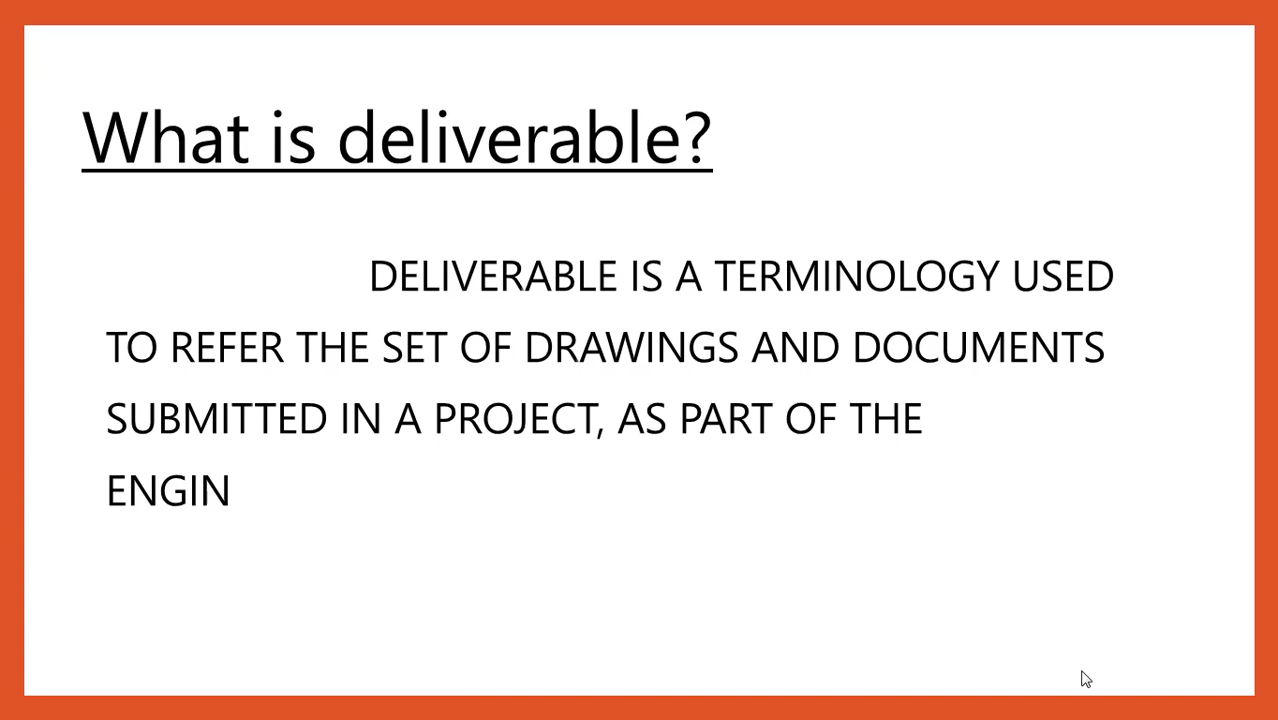 What is deliverable?
DELIVERABLE IS A TERMINOLOGY USED
TO REFER THE SET OF DRAWINGS AND DOCUMENTS
SUBMITTED IN A PROJECT, AS PART OF THE
ENGIN